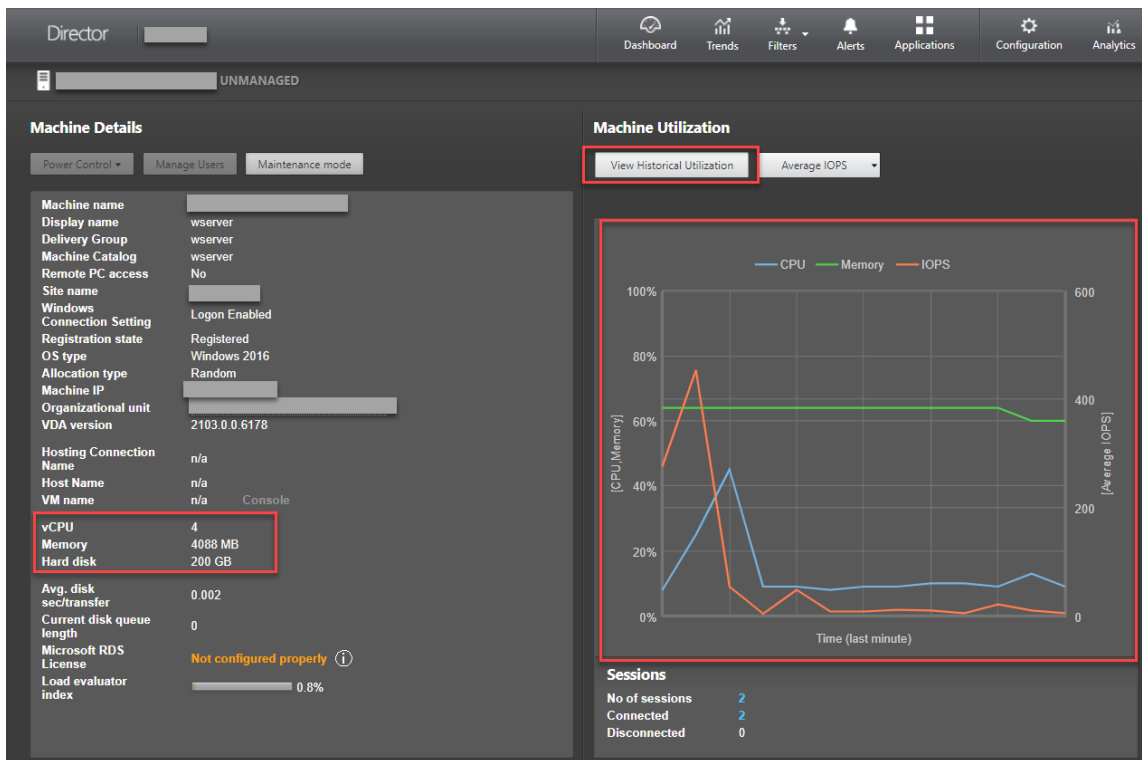 Director
Dashboard
Trends
Filters
Alerts
Applications
Configuration
Analytics
UNMANAGED
Machine Details
Power Control
Manage Users
Maintenance mode
Machine name
Display name wserver
Delivery Group wserver
Machine Catalog wserver
Remote PC access No
Site name
Windows
Connection Setting Logon Enabled
Registration state Registered
OS type Windows 2016
Allocation type Random
Machine IP
Organizational unit
VDA version 2103.0.0.6178
Hosting Connection
Name n/a
Host Name n/a
VM name n/a Console
vCPU 4
Memory 4088 MB
Hard disk 200 GB
Avg. disk
sec/transfer 0.002
Current disk queue
length 0
Microsoft RDS
License Not configured properly
Load evaluator
index 0.8%
Machine Utilization
View Historical Utilization
Average IOPS
CPU Memory IOPS
100% 600
80%
400
60%
40%
200
20%
0% 0
[CPU,Memory]
[Average IOPS]
Time (last minute)
Sessions
No of sessions 2
Connected 2
Disconnected 0